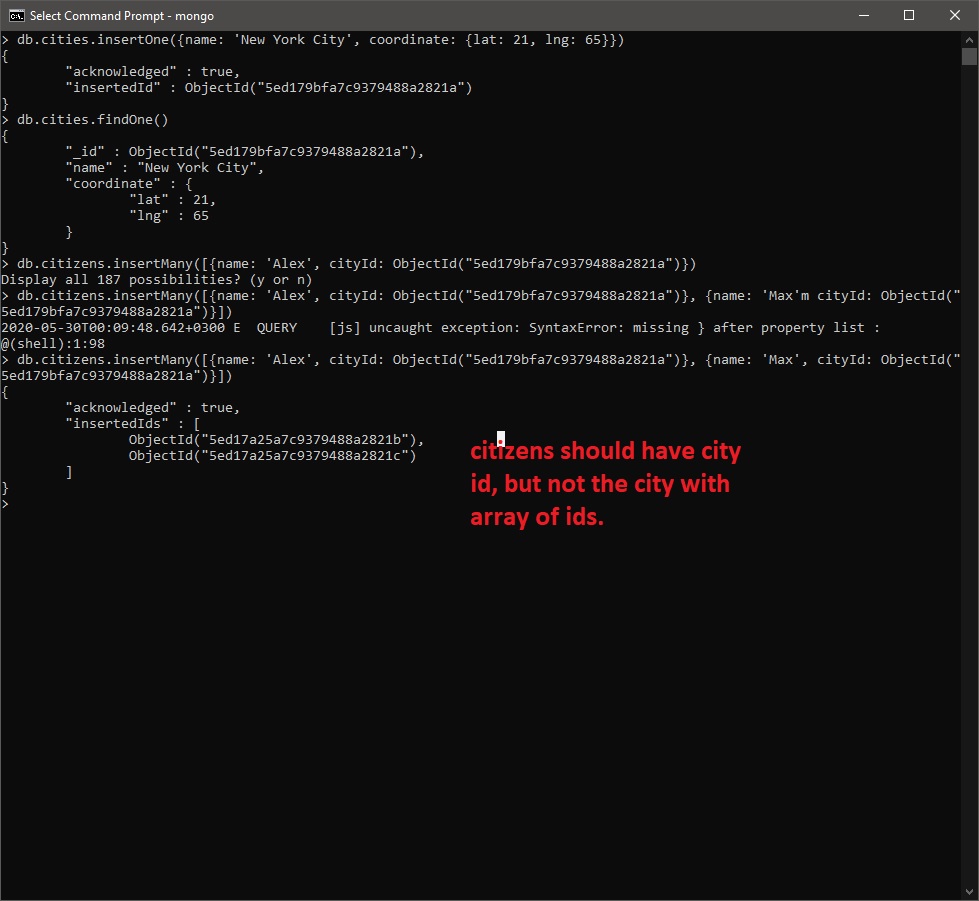 Select Command Prompt - mongo
> db.cities.insertOne({name: 'New York City', coordinate: {lat: 21, lng: 65}})
{
"acknowledged" : true,
"insertedId" : ObjectId("5ed179bfa7c9379488a2821a")
}
> db.cities.findOne()
{
"_id" : ObjectId("5ed179bfa7c9379488a2821a"),
"name" : "New York City",
"coordinate" : {
"lat" : 21,
"lng" : 65
}
}
> db.citizens.insertMany([{name: 'Alex', cityId: ObjectId("5ed179bfa7c9379488a2821a")})
Display all 187 possibilities? (y or n)
> db.citizens.insertMany([{name: 'Alex', cityId: ObjectId("5ed179bfa7c9379488a2821a")}, {name: 'Max'm cityId: ObjectId("
5ed179bfa7c9379488a2821a")}])
2020-05-30T00:09:48.642+0300 E  QUERY    [js] uncaught exception: SyntaxError: missing } after property list :
@(shell):1:98
> db.citizens.insertMany([{name: 'Alex', cityId: ObjectId("5ed179bfa7c9379488a2821a")}, {name: 'Max', cityId: ObjectId("
5ed179bfa7c9379488a2821a")}])
{
"acknowledged" : true,
"insertedIds" : [
ObjectId("5ed17a25a7c9379488a2821b"),
ObjectId("5ed17a25a7c9379488a2821c")
]
}
>
citizens should have city
id, but not the city with
array of ids.